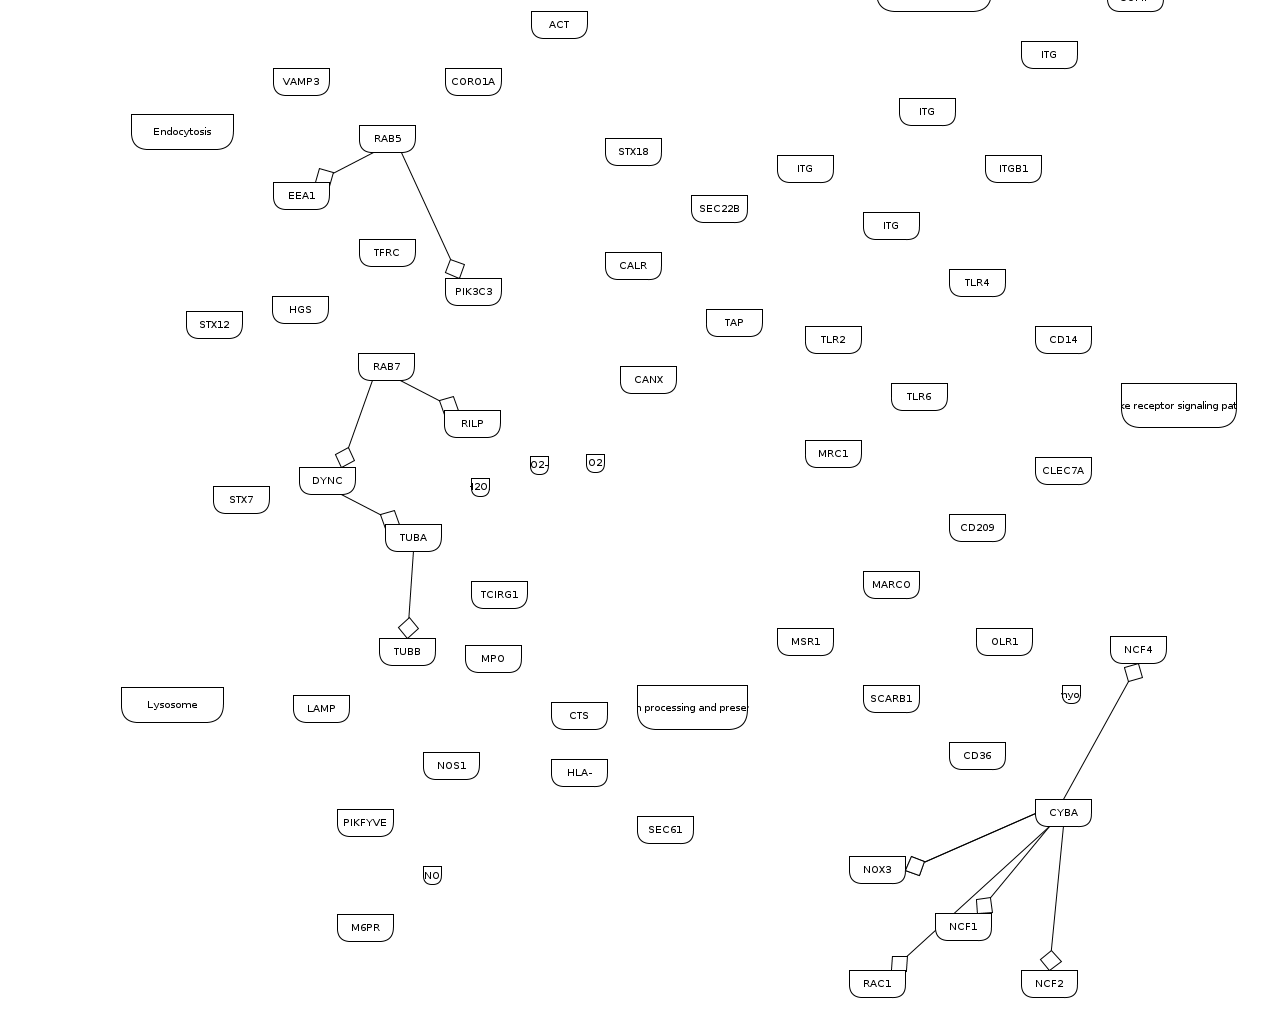 ACT
ITG
VAMP3
CORO1A
ITG
Endocytosis
RAB5
STX18
ITG
ITGB1
EEA1
SEC22B
ITG
TFRC
CALR
TLR4
PIK3C3
HGS
STX12
TAP
TLR2
CD14
RAB7
CANX
TLR6
ke receptor signaling pat
RILP
MRC1
O2-
O2
CLEC7A
DYNC
H2O
STX7
CD209
TUBA
TCIRG1
MARCO
MSR1
OLR1
NCF4
TUBB
MPO
Lysosome
LAMP
CTS
n processing and prese
SCARB1
nyo
NOS1
HLA-
CD36
PIKFYVE
SEC61
CYBA
NOX3
NO
M6PR
NCF1
RAC1
NCF2